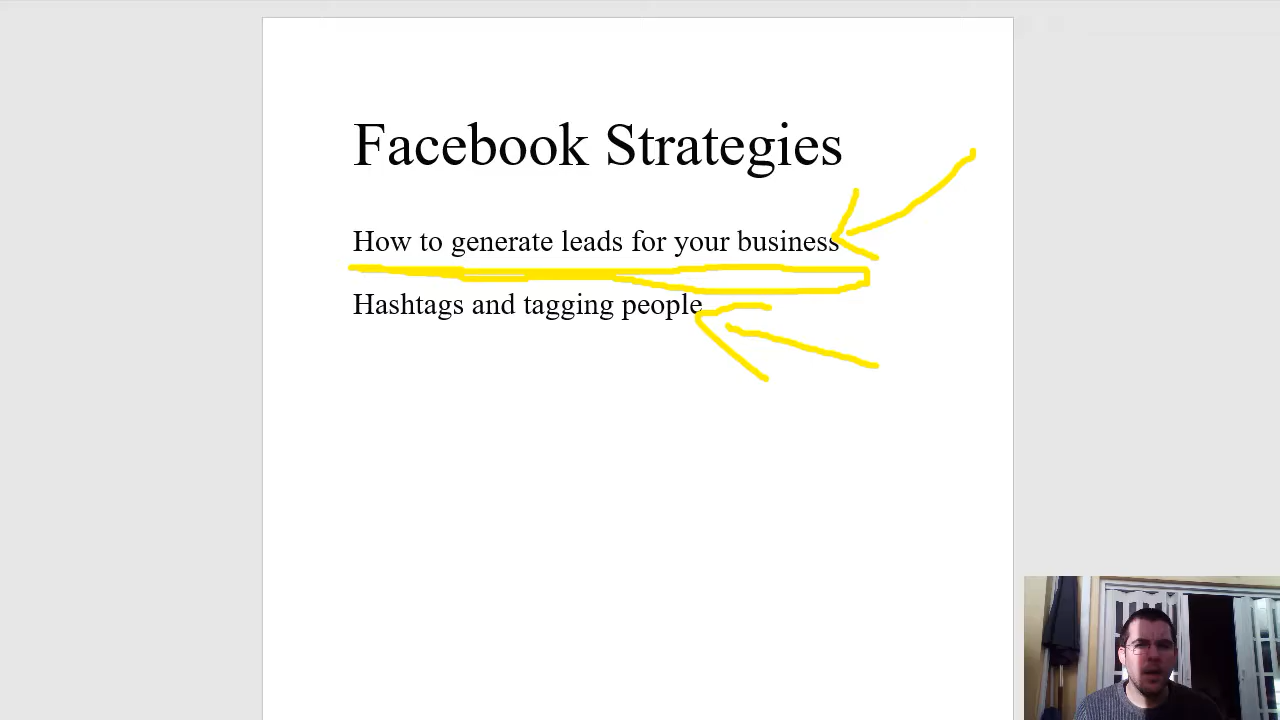 Facebook Strategies
How to generate leads for your business
Hashtags and tagging people